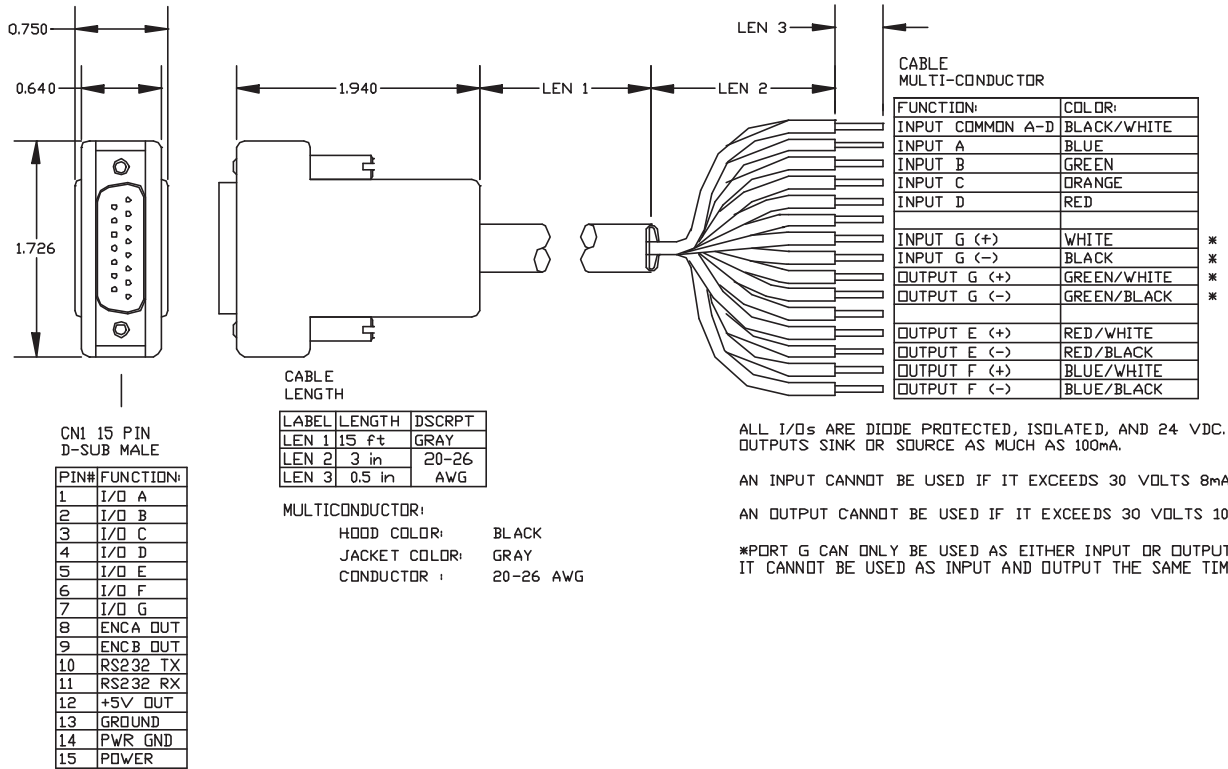 0.750
0.640
1.940
LEN 1
LEN 2
LEN 3
1.726
CABLE
MULTI-CONDUCTOR
FUNCTION: COLOR:
INPUT COMMON A-D BLACK/WHITE
INPUT A BLUE
INPUT B GREEN
INPUT C ORANGE
INPUT D RED
INPUT G (+) WHITE *
INPUT G (-) BLACK *
OUTPUT G (+) GREEN/WHITE *
OUTPUT G (-) GREEN/BLACK *
OUTPUT E (+) RED/WHITE
OUTPUT E (-) RED/BLACK
OUTPUT F (+) BLUE/WHITE
OUTPUT F (-) BLUE/BLACK
CN1 15 PIN
D-SUB MALE
PIN# FUNCTION:
1 I/O A
2 I/O B
3 I/O C
4 I/O D
5 I/O E
6 I/O F
7 I/O G
8 ENCA OUT
9 ENCB OUT
10 RS232 TX
11 RS232 RX
12 +5V OUT
13 GROUND
14 PWR GND
15 POWER
CABLE
LENGTH
LABEL LENGTH DSCRPT
LEN 1 15 ft GRAY
LEN 2 3 in 20-26
LEN 3 0.5 in AWG
MULTICONDUCTOR:
HOOD COLOR: BLACK
JACKET COLOR: GRAY
CONDUCTOR : 20-26 AWG
ALL I/Os ARE DIODE PROTECTED, ISOLATED, AND 24 VDC.
OUTPUTS SINK OR SOURCE AS MUCH AS 100mA.
AN INPUT CANNOT BE USED IF IT EXCEEDS 30 VOLTS 8mA
AN OUTPUT CANNOT BE USED IF IT EXCEEDS 30 VOLTS 10
*PORT G CAN ONLY BE USED AS EITHER INPUT OR OUTPUT
IT CANNOT BE USED AS INPUT AND OUTPUT THE SAME TIM